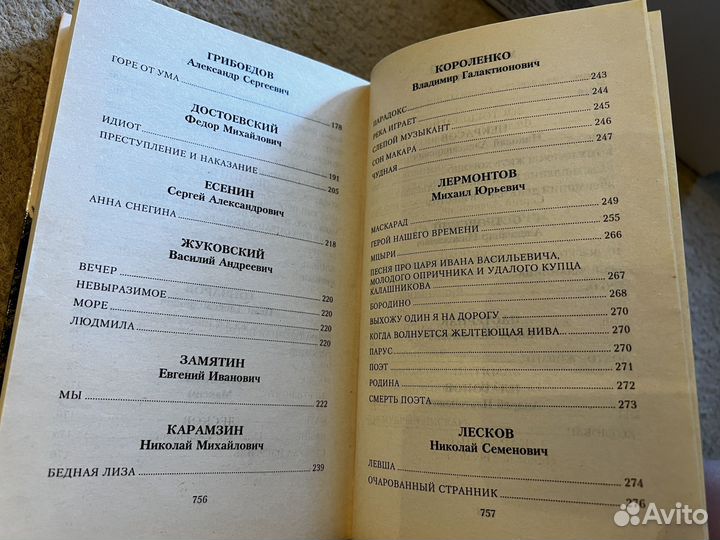 ГРИБОЕДОВ
Александр Сергеевич
ГОРЕ ОТ УМА 178
ДОСТОЕВСКИЙ
Федор Михайлович
ИДИОТ 191
ПРЕСТУПЛЕНИЕ И НАКАЗАНИЕ 205
ЕСЕНИН
Сергей Александрович
АННА СНЕГИНА 218
ЖУКОВСКИЙ
Василий Андреевич
ВЕЧЕР 220
НЕВЫРАЗИМОЕ 220
МОРЕ 220
ЛЮДМИЛА 220
ЗАМЯТИН
Евгений Иванович
МЫ 222
КАРАМЗИН
Николай Михайлович
БЕДНАЯ ЛИЗА 239
756
КОРОЛЕНКО
Владимир Галактионович
ПАРАДОКС 243
РЕКА ИГРАЕТ 244
СЛЕПОЙ МУЗЫКАНТ 245
СОН МАКАРА 246
ЧУДНАЯ 247
ЛЕРМОНТОВ
Михаил Юрьевич
МАСКАРАД 249
ГЕРОЙ НАШЕГО ВРЕМЕНИ 255
МЦЫРИ 266
ПЕСНЯ ПРО ЦАРЯ ИВАНА ВАСИЛЬЕВИЧА,
МОЛОДОГО ОПРИЧНИКА И УДАЛОГО КУПЦА
КАЛАШНИКОВА 267
БОРОДИНО 268
ВЫХОЖУ ОДИН Я НА ДОРОГУ 270
КОГДА ВОЛНУЕТСЯ ЖЕЛТЕЮЩАЯ НИВА 270
ПАРУС 270
ПОЭТ 271
РОДИНА 272
СМЕРТЬ ПОЭТА 273
ЛЕСКОВ
Николай Семенович
ЛЕВША 274
ОЧАРОВАННЫЙ СТРАННИК 276
757
Avito